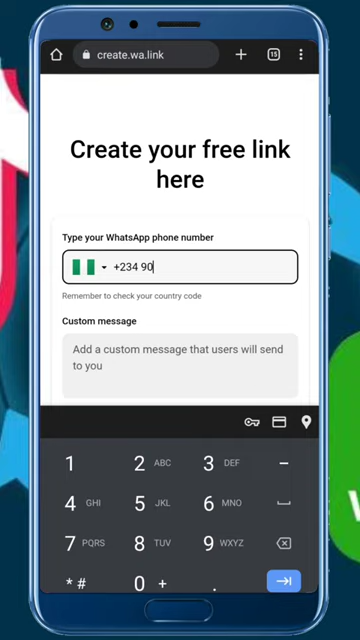 create.wa.link
15
Create your free link
here
Type your WhatsApp phone number
+234 90
Remember to check your country code
Custom message
Add a custom message that users will send
to you
1 2 ABC 3 DEF –
4 GHI 5 JKL 6 MNO
7 PQRS 8 TUV 9 WXYZ
* # 0 + .